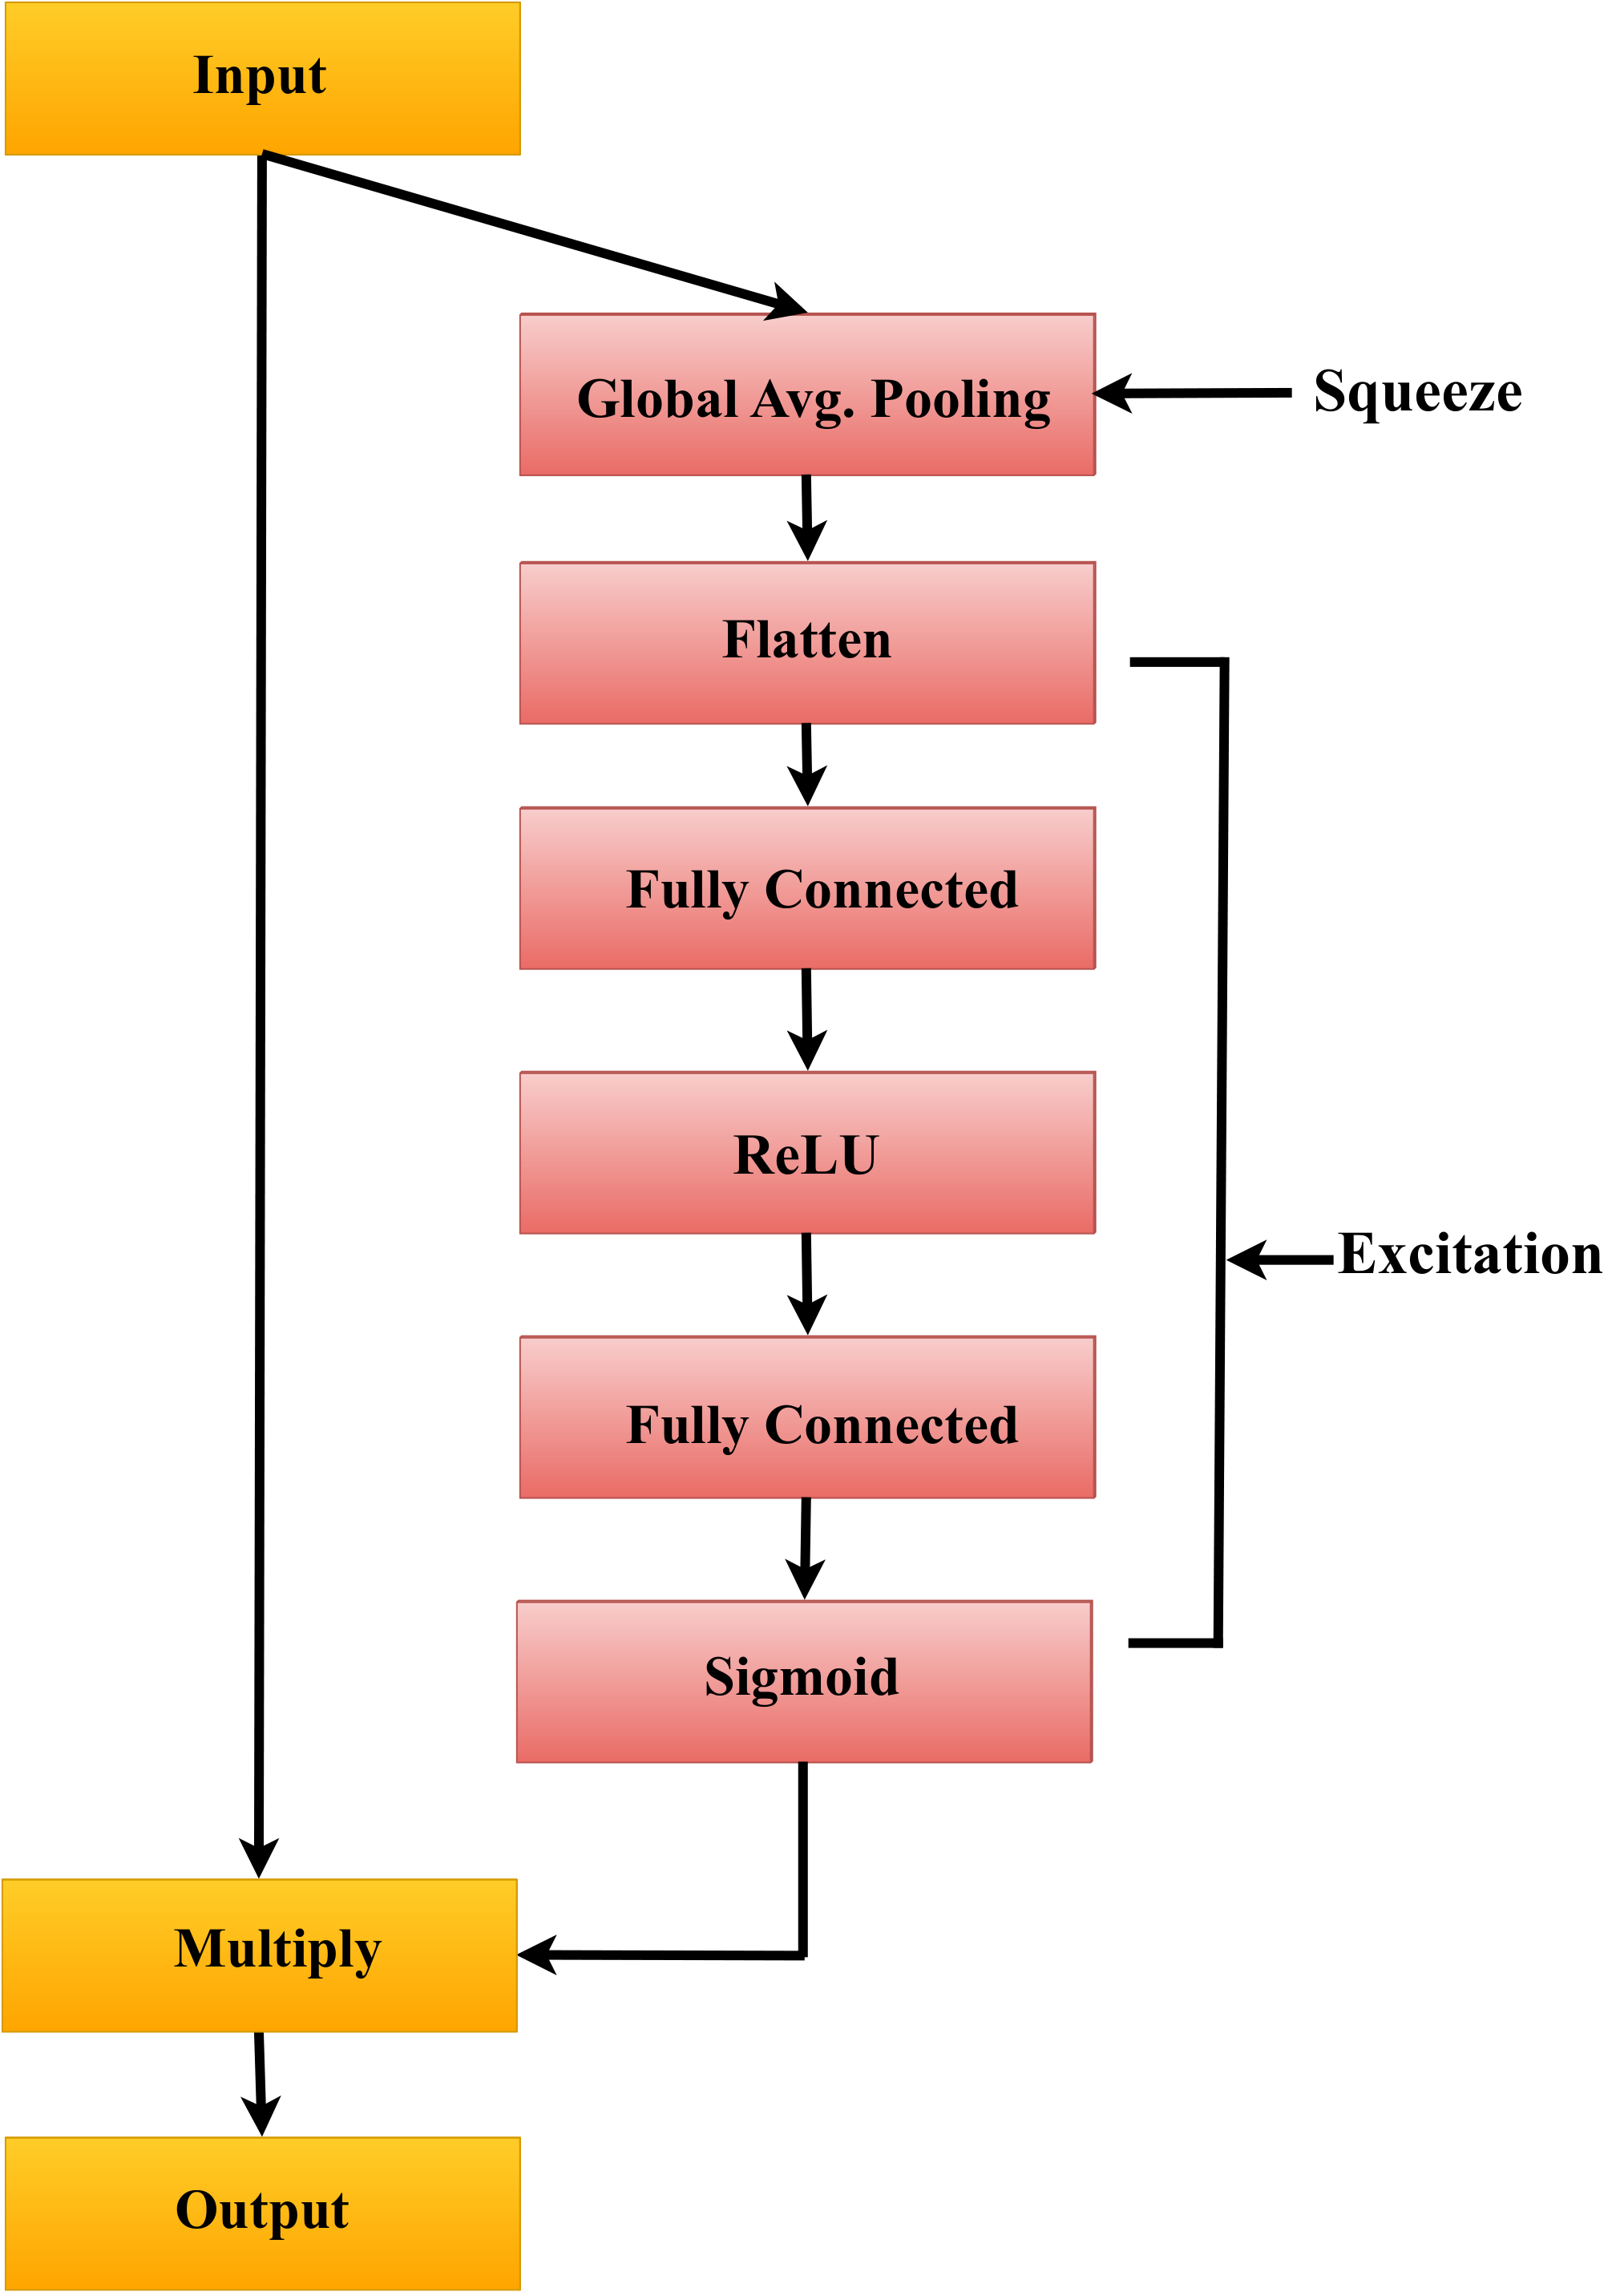 Input
Global Avg. Pooling
Squeeze
Flatten
Fully Connected
ReLU
Excitation
Fully Connected
Sigmoid
Multiply
Output